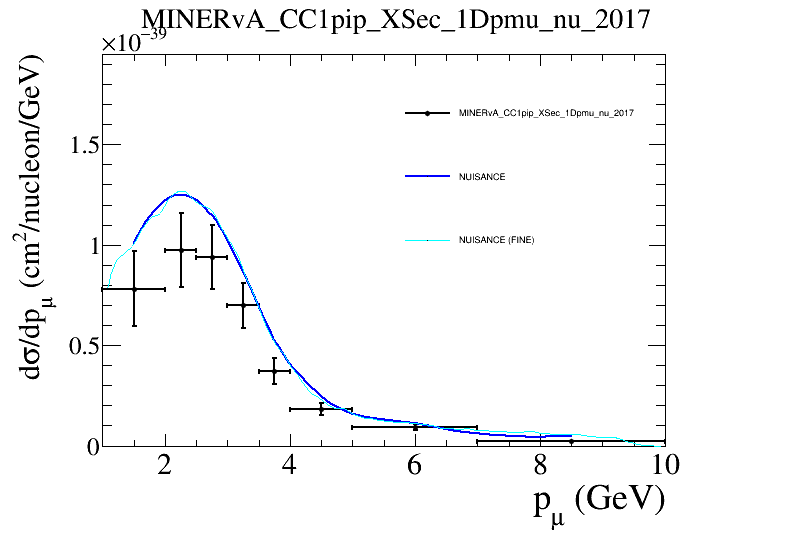 MINERvA_CC1pip_XSec_1Dpmu_nu_2017
×10⁻³⁹
dσ/dp_μ (cm²/nucleon/GeV)
1.5
1
0.5
0
MINERvA_CC1pip_XSec_1Dpmu_nu_2017
NUISANCE
NUISANCE (FINE)
2 4 6 8 10
p_μ (GeV)